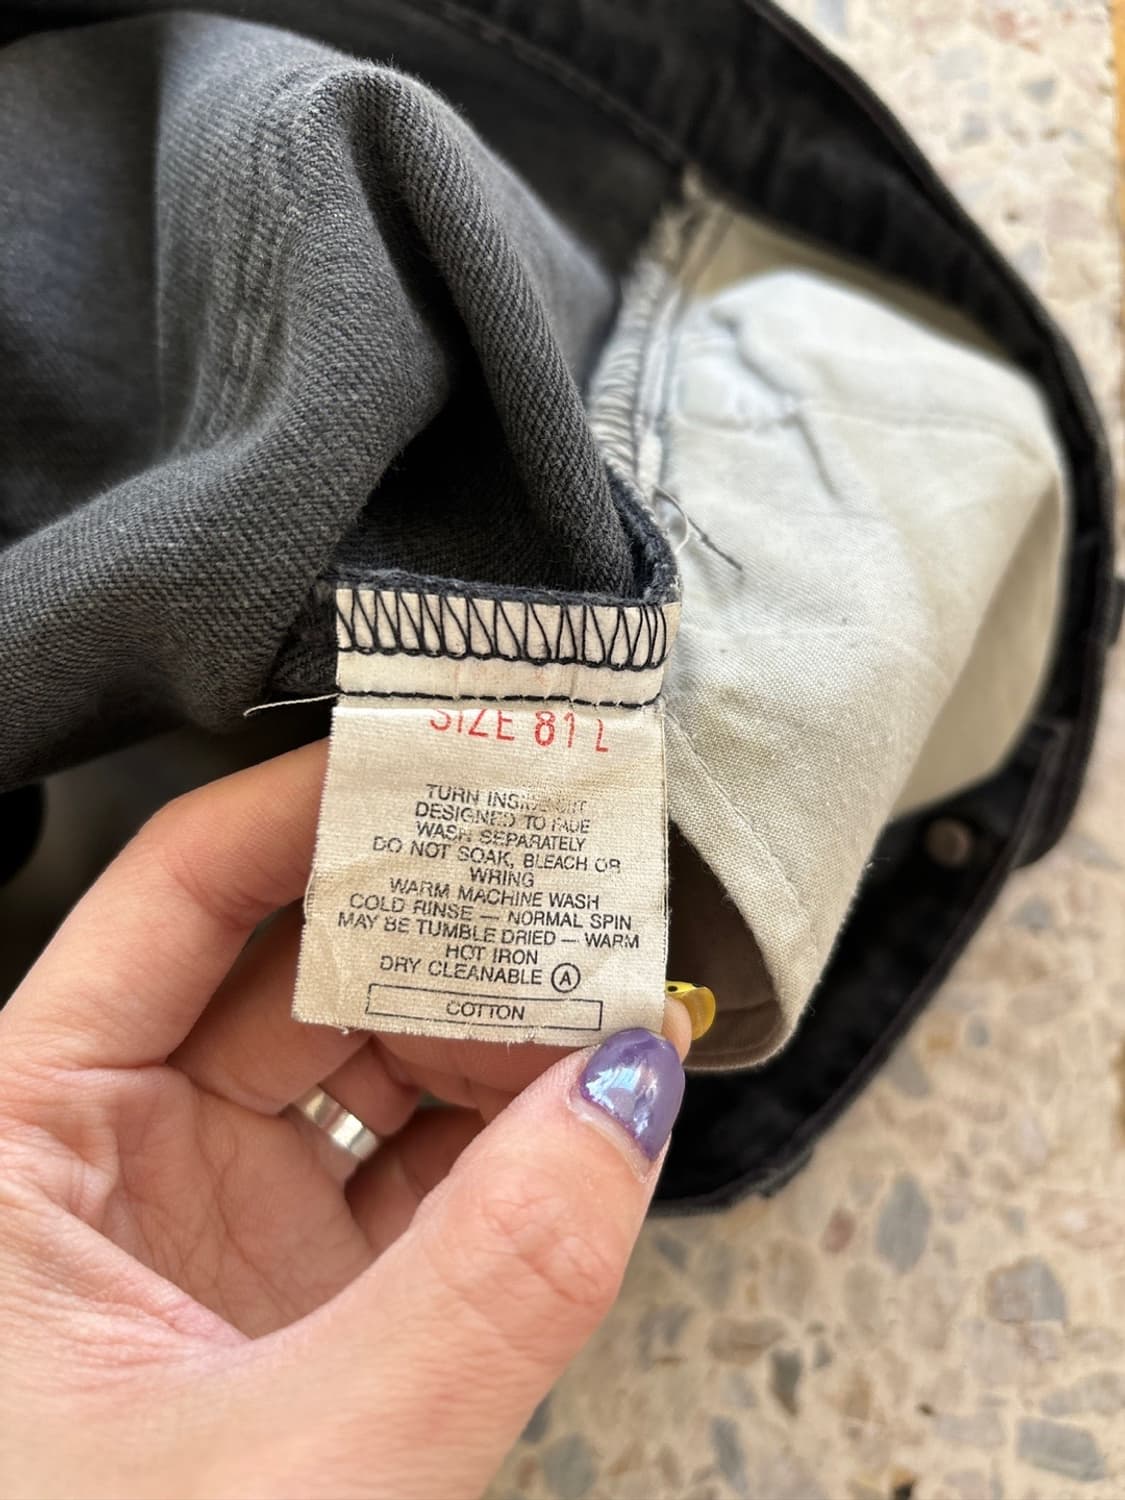 SIZE 81 L
TURN INSIDE OUT
DESIGNED TO FADE
WASH SEPARATELY
DO NOT SOAK, BLEACH OR
WRING
WARM MACHINE WASH
COLD RINSE — NORMAL SPIN
MAY BE TUMBLE DRIED — WARM
HOT IRON
DRY CLEANABLE Ⓐ
COTTON